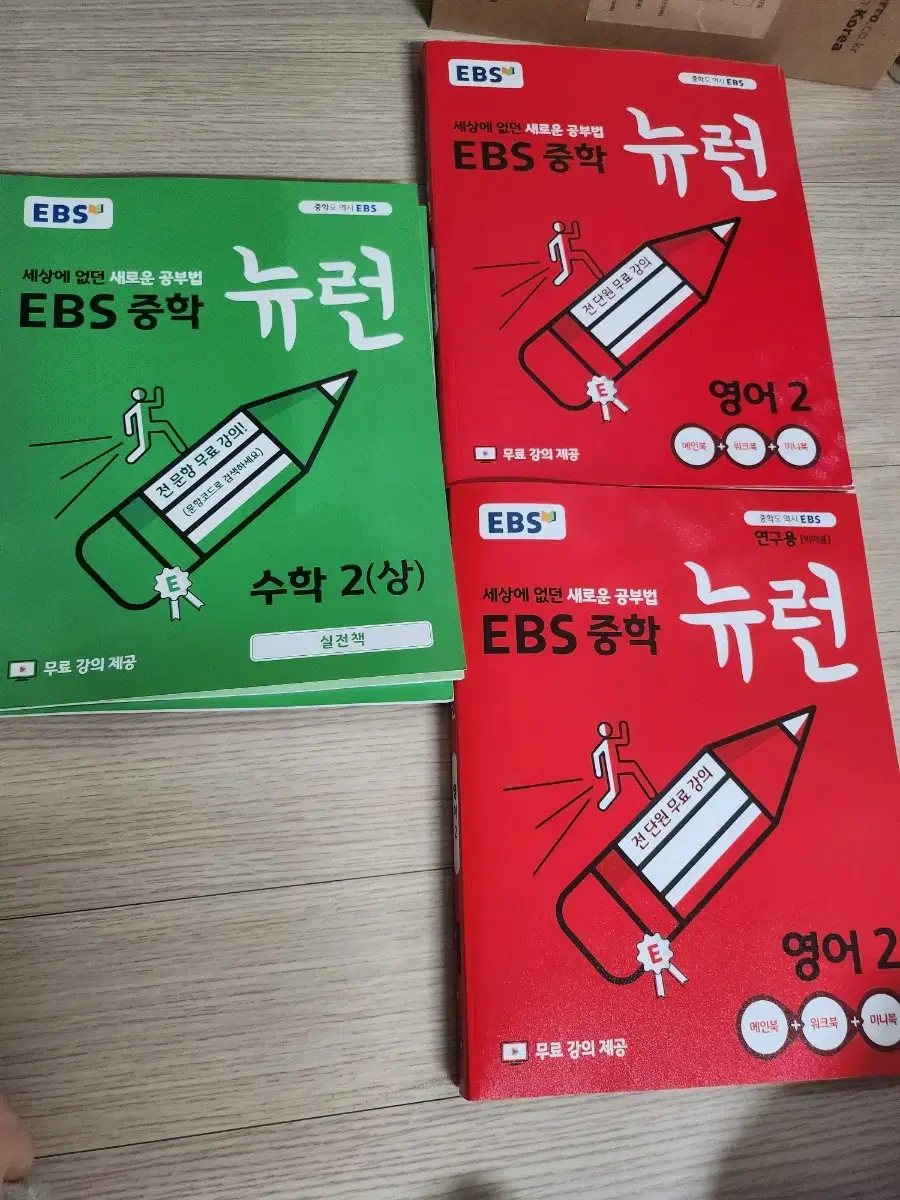 EBS
중학도 역시 EBS
세상에 없던 새로운 공부법
EBS 중학 뉴런
전 문항 무료 강의!
(문항코드로 검색하세요)
E
수학 2(상)
실전책
무료 강의 제공
EBS
중학도 역시 EBS
세상에 없던 새로운 공부법
EBS 중학 뉴런
전 단원 무료 강의
E
영어 2
메인북 + 워크북 + 미니북
무료 강의 제공
EBS
중학도 역시 EBS
연구용 [비매품]
세상에 없던 새로운 공부법
EBS 중학 뉴런
전 단원 무료 강의
E
영어 2
메인북 + 워크북 + 미니북
무료 강의 제공
Korea